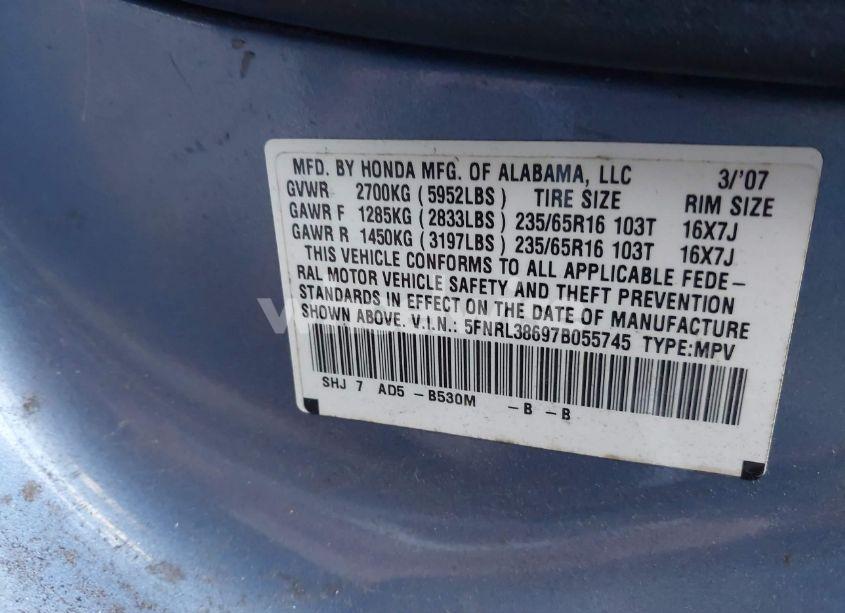 MFD. BY HONDA MFG. OF ALABAMA, LLC 3/'07
GVWR 2700KG ( 5952LBS ) TIRE SIZE RIM SIZE
GAWR F 1285KG ( 2833LBS ) 235/65R16 103T 16X7J
GAWR R 1450KG ( 3197LBS ) 235/65R16 103T 16X7J
THIS VEHICLE CONFORMS TO ALL APPLICABLE FEDE-
RAL MOTOR VEHICLE SAFETY AND THEFT PREVENTION
STANDARDS IN EFFECT ON THE DATE OF MANUFACTURE
SHOWN ABOVE. V.I.N.: 5FNRL38697B055745 TYPE:MPV
SHJ 7 AD5 -B530M -B -B